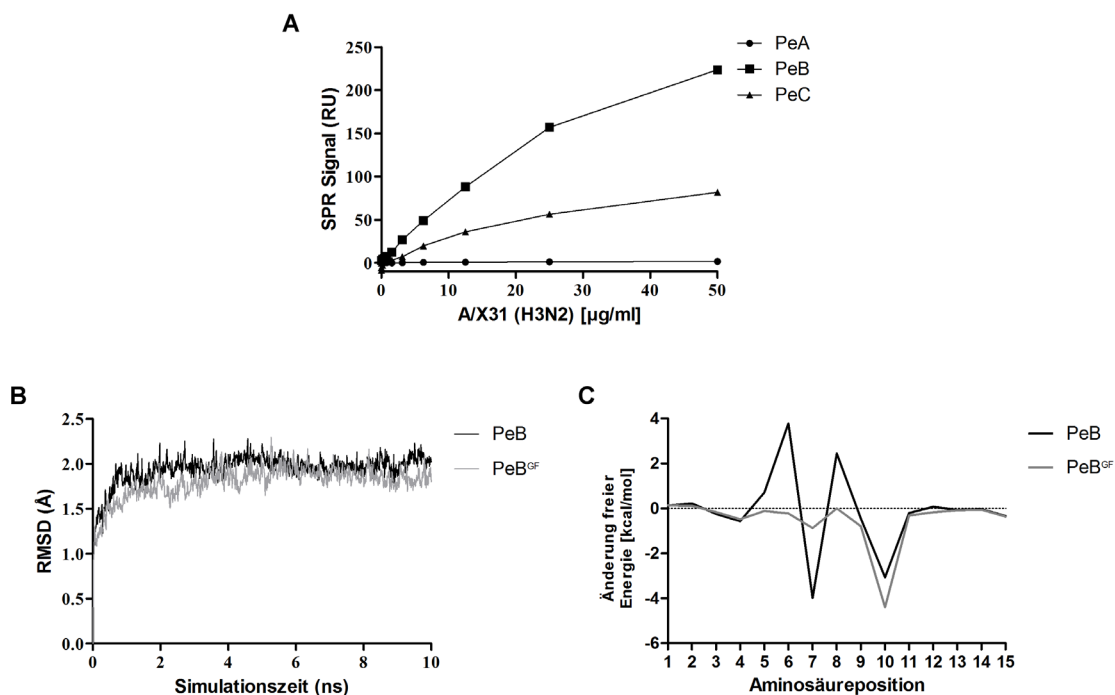 A
PeA
PeB
PeC
SPR Signal (RU)
250
200
150
100
50
0
0 10 20 30 40 50
A/X31 (H3N2) [µg/ml]
B
PeB
PeB^GF
RMSD (Å)
2.5
2.0
1.5
1.0
0.5
0.0
0 2 4 6 8 10
Simulationszeit (ns)
C
PeB
PeB^GF
Änderung freier
Energie [kcal/mol]
4
2
0
-2
-4
-6
1 2 3 4 5 6 7 8 9 10 11 12 13 14 15
Aminosäureposition